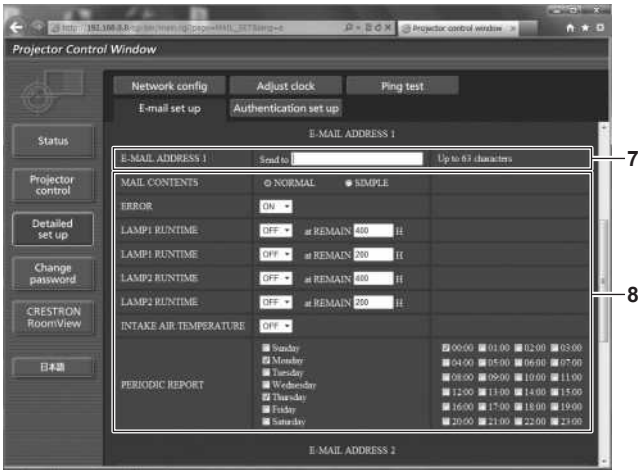 Projector control window
Projector Control Window
Network config Adjust clock Ping test
E-mail set up Authentication set up
Status
Projector control
Detailed set up
Change password
CRESTRON RoomView
日本語
E-MAIL ADDRESS 1
E-MAIL ADDRESS 1 Send to Up to 63 characters
MAIL CONTENTS NORMAL SIMPLE
ERROR ON
LAMP1 RUNTIME OFF at REMAIN 400 H
LAMP1 RUNTIME OFF at REMAIN 200 H
LAMP2 RUNTIME OFF at REMAIN 400 H
LAMP2 RUNTIME OFF at REMAIN 200 H
INTAKE AIR TEMPERATURE OFF
PERIODIC REPORT
Sunday
Monday
Tuesday
Wednesday
Thursday
Friday
Saturday
00:00 01:00 02:00 03:00
04:00 05:00 06:00 07:00
08:00 09:00 10:00 11:00
12:00 13:00 14:00 15:00
16:00 17:00 18:00 19:00
20:00 21:00 22:00 23:00
E-MAIL ADDRESS 2
7
8